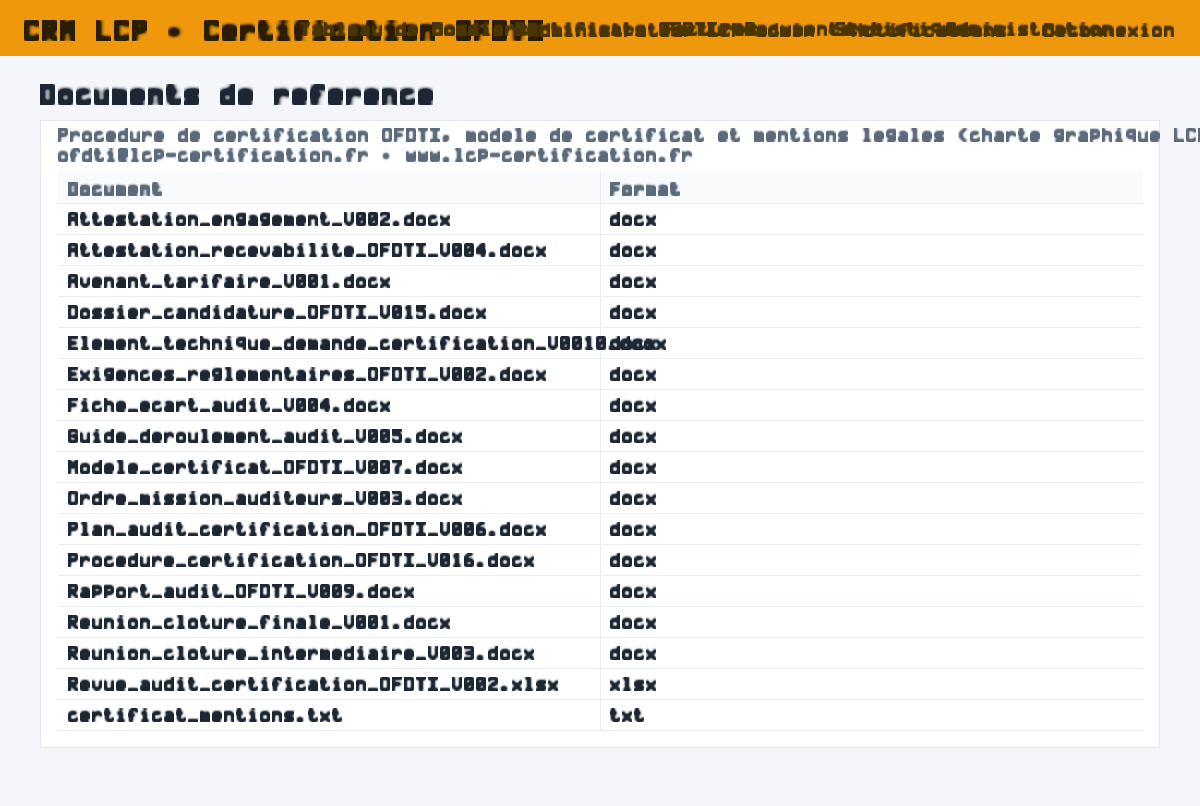 CRM LCP • Certification OFDTI
Connexion
Documents de reference
Procedure de certification OFDTI, modele de certificat et mentions legales (charte graphique LC
ofdti@lcp-certification.fr • www.lcp-certification.fr
Document Format
Attestation_engagement_V002.docx docx
Attestation_recevabilite_OFDTI_V004.docx docx
Avenant_tarifaire_V001.docx docx
Dossier_candidature_OFDTI_V015.docx docx
Element_technique_demande_certification_V0010.docx docx
Exigences_reglementaires_OFDTI_V002.docx docx
Fiche_ecart_audit_V004.docx docx
Guide_deroulement_audit_V005.docx docx
Modele_certificat_OFDTI_V007.docx docx
Ordre_mission_auditeurs_V003.docx docx
Plan_audit_certification_OFDTI_V006.docx docx
Procedure_certification_OFDTI_V016.docx docx
Rapport_audit_OFDTI_V009.docx docx
Reunion_cloture_finale_V001.docx docx
Reunion_cloture_intermediaire_V003.docx docx
Revue_audit_certification_OFDTI_V002.xlsx xlsx
certificat_mentions.txt txt